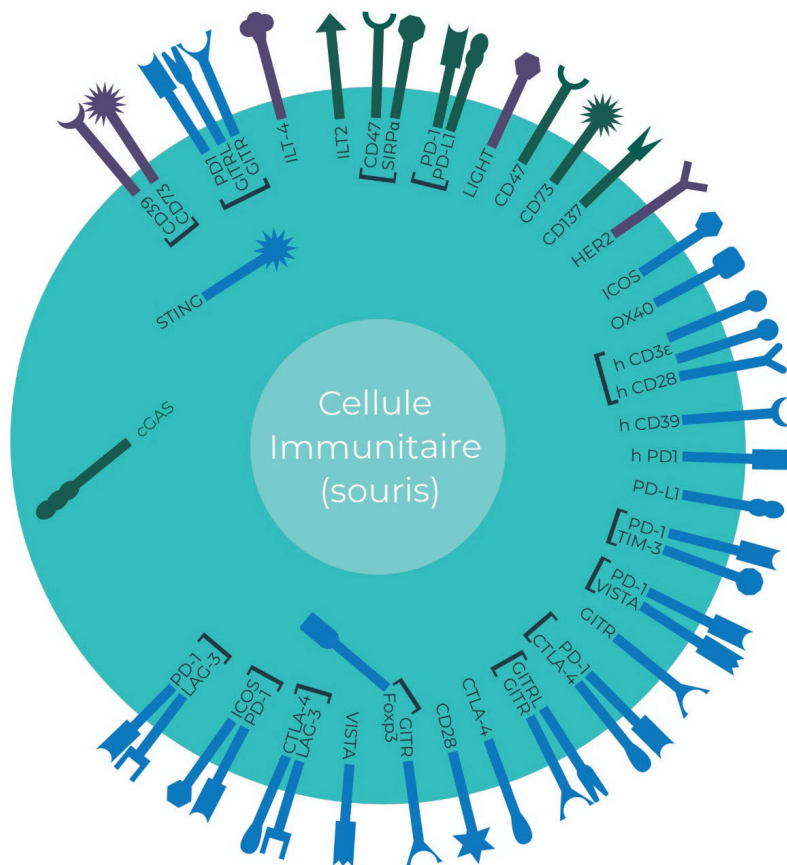 CD39
CD73
PD1
GITRL
GITR
ILT-4
ILT2
CD47
SIRPα
PD-1
PD-L1
LIGHT
CD47
CD73
CD137
HER2
ICOS
OX40
h CD3ε
h CD28
h CD39
h PD1
PD-L1
PD-1
TIM-3
PD-1
VISTA
GITR
PD-1
CTLA-4
GITRL
GITR
CTLA-4
CD28
GITR
Foxp3
VISTA
CTLA-4
LAG-3
ICOS
PD-1
PD-1
LAG-3
cGAS
STING
Cellule
Immunitaire
(souris)